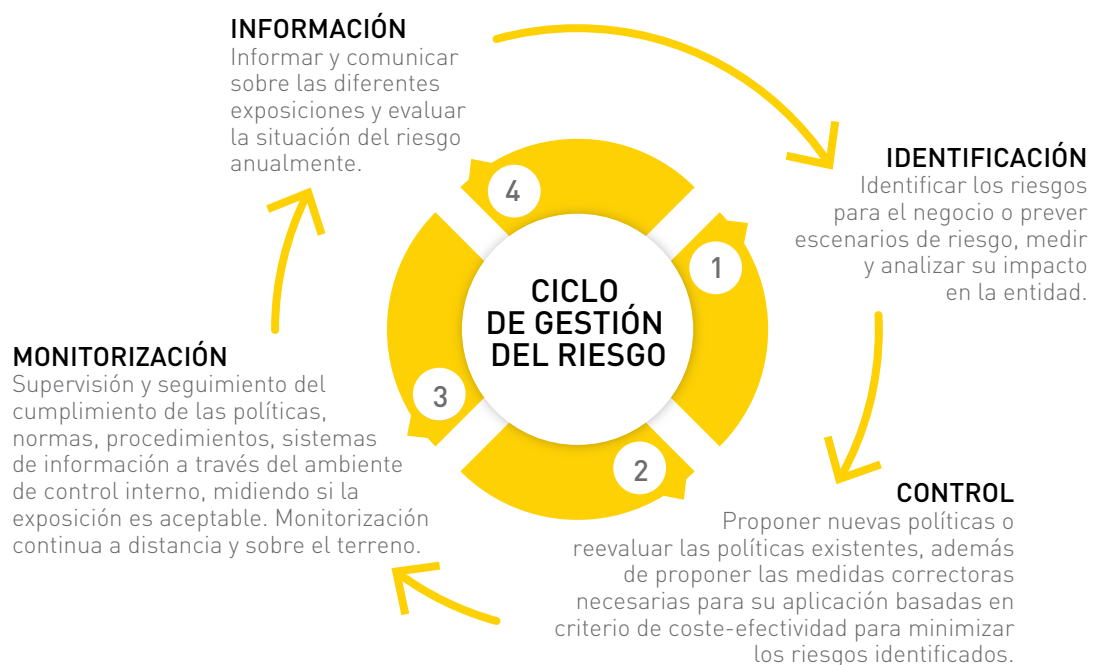 INFORMACIÓN
Informar y comunicar
sobre las diferentes
exposiciones y evaluar
la situación del riesgo
anualmente.
IDENTIFICACIÓN
Identificar los riesgos
para el negocio o prever
escenarios de riesgo, medir
y analizar su impacto
en la entidad.
4
1
CICLO
DE GESTIÓN
DEL RIESGO
3
2
MONITORIZACIÓN
Supervisión y seguimiento del
cumplimiento de las políticas,
normas, procedimientos, sistemas
de información a través del ambiente
de control interno, midiendo si la
exposición es aceptable. Monitorización
continua a distancia y sobre el terreno.
CONTROL
Proponer nuevas políticas o
reevaluar las políticas existentes, además
de proponer las medidas correctoras
necesarias para su aplicación basadas en
criterio de coste-efectividad para minimizar
los riesgos identificados.